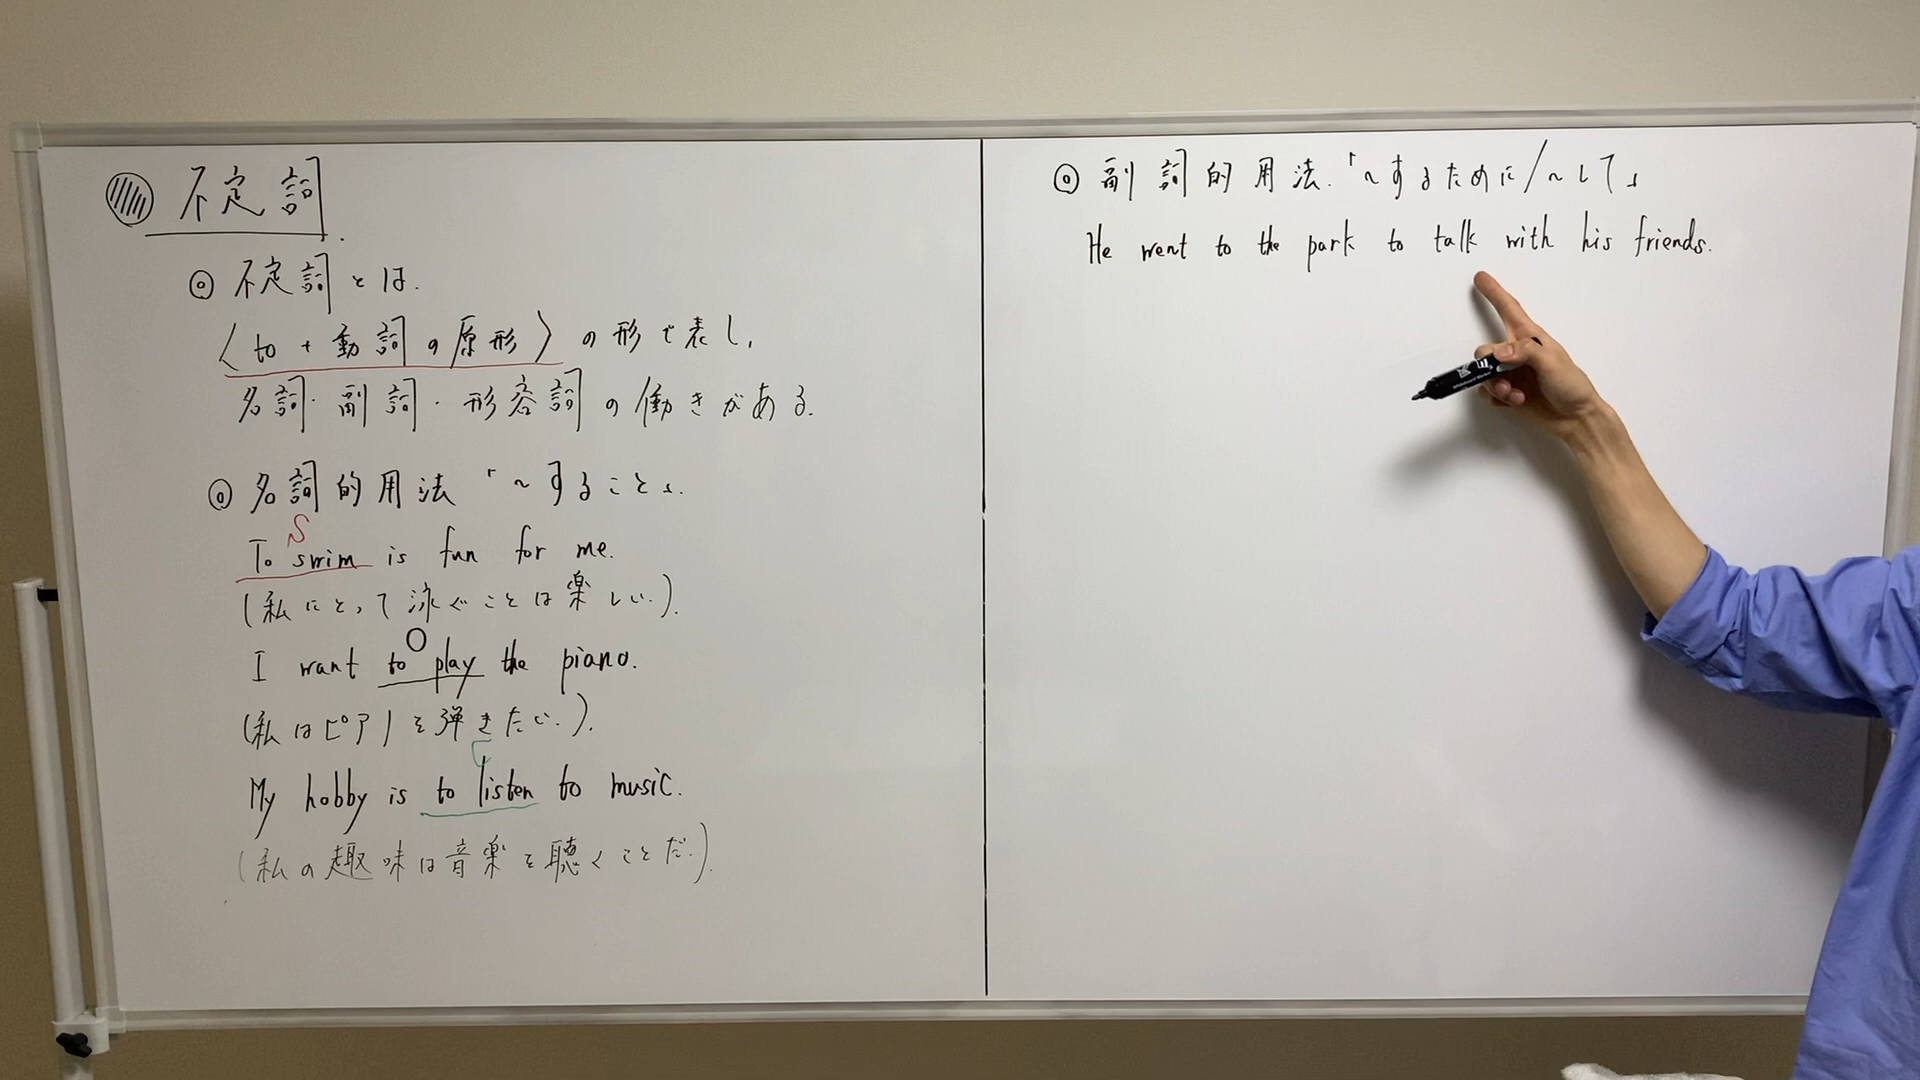 不定詞.
◎ 不定詞とは.
〈to + 動詞の原形〉の形で表し,
名詞・副詞・形容詞の働きがある.
◎ 名詞的用法 「~すること」.
S
To swim is fun for me.
(私にとって泳ぐことは楽しい.).
O
I want to play the piano.
(私はピアノを弾きたい.).
C
My hobby is to listen to music.
(私の趣味は音楽を聴くことだ.).
◎ 副詞的用法.「~するために/~して」
He went to the park to talk with his friends.